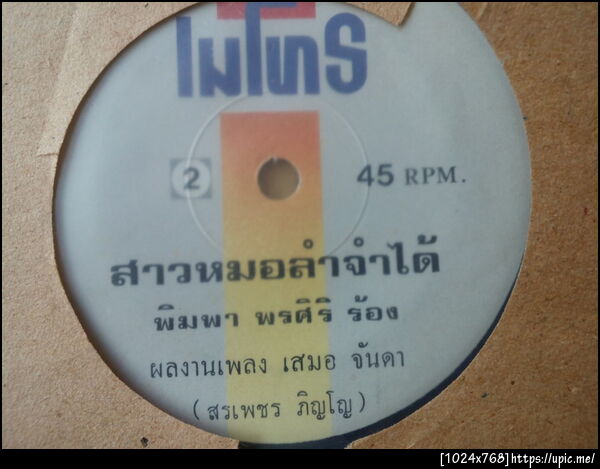 ไมโทร
2
45 RPM.
สาวหมอลำจำได้
พิมพา พรศิริ ร้อง
ผลงานเพลง เสมอ จันดา
(สรเพชร ภิญโญ)
[1024x768]https://upic.me/